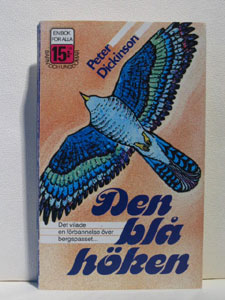 EN BOK
FÖR ALLA
15:-
Peter
Dickinson
Den
blå
höken
Det vilade
en förbannelse över
bergspasset...